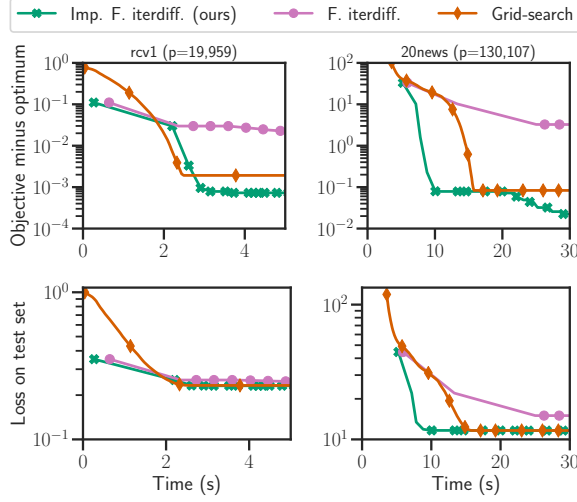 Imp. F. iterdiff. (ours) F. iterdiff. Grid-search
rcv1 (p=19,959) 20news (p=130,107)
Objective minus optimum
10^0
10^-1
10^-2
10^-3
10^-4
0 2 4
10^2
10^1
10^0
10^-1
10^-2
0 10 20 30
Loss on test set
10^0
10^-1
0 2 4
Time (s)
10^2
10^1
0 10 20 30
Time (s)